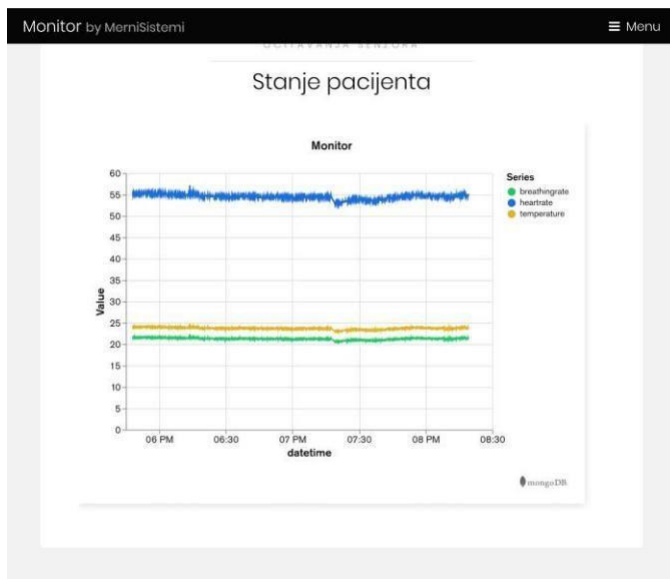 Monitor by MerniSistemi
Menu
OČITAVANJA SENZORA
Stanje pacijenta
Monitor
Series
breathingrate
heartrate
temperature
Value
60
55
50
45
40
35
30
25
20
15
10
5
0
06 PM
06:30
07 PM
07:30
08 PM
08:30
datetime
mongoDB